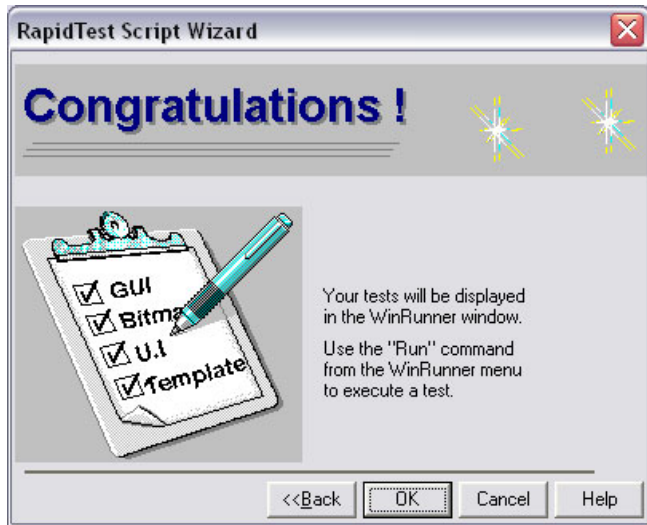 RapidTest Script Wizard
Congratulations !
GUI
Bitma
U.I
Template
Your tests will be displayed
in the WinRunner window.
Use the "Run" command
from the WinRunner menu
to execute a test.
<<Back
OK
Cancel
Help